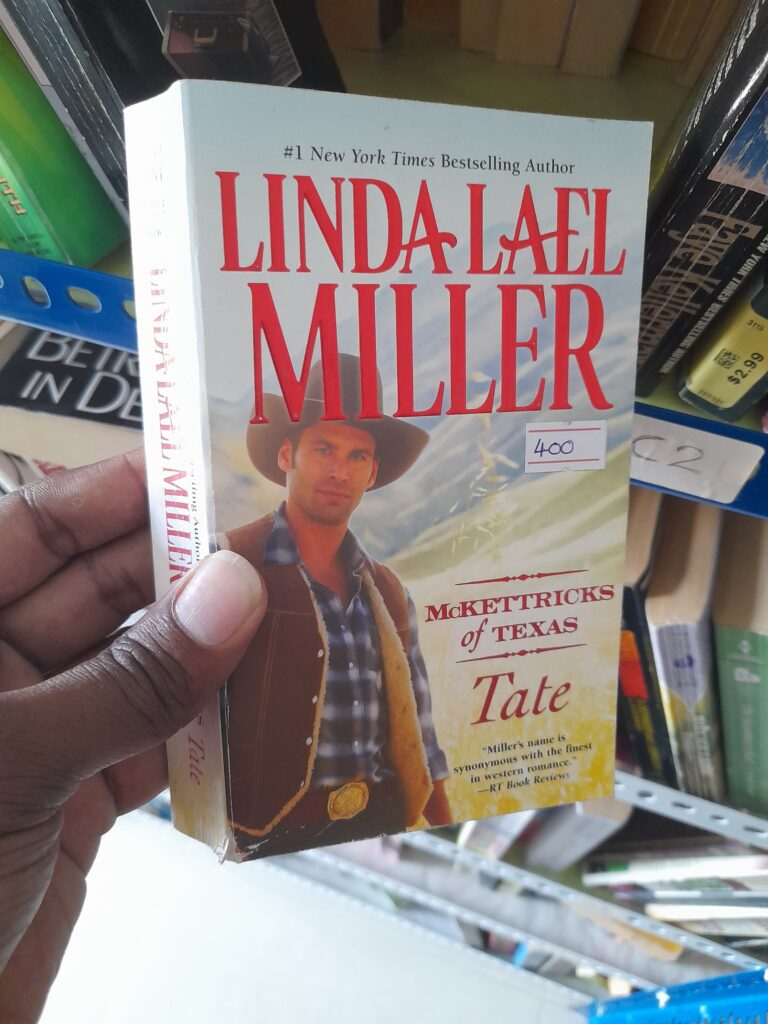 #1 New York Times Bestselling Author
LINDA LAEL
MILLER
400
McKETTRICKS
of TEXAS
Tate
"Miller's name is
synonymous with the finest
in western romance."
—RT Book Reviews
LINDA LAEL MILLER
Tate
BETR
IN DE
C2
3115
$2.99